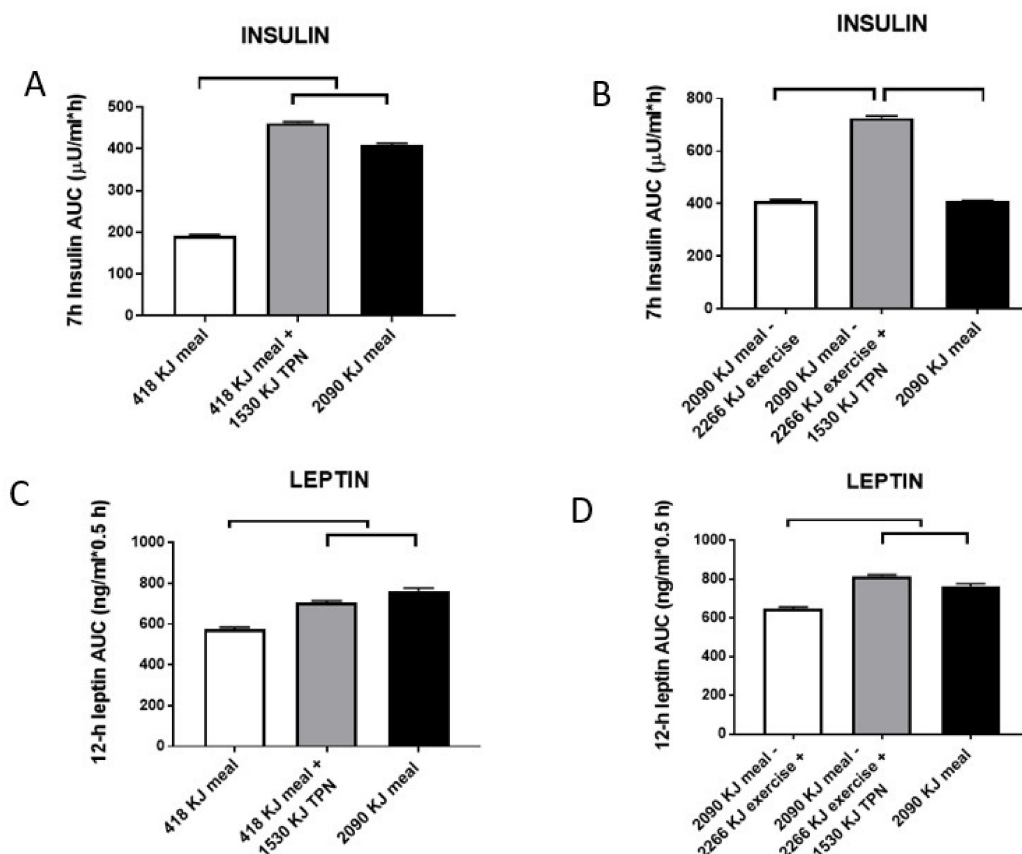 INSULIN
A
7h Insulin AUC (µU/ml*h)
500
400
300
200
100
0
418 KJ meal
418 KJ meal +
1530 KJ TPN
2090 KJ meal
INSULIN
B
7h Insulin AUC (µU/ml*h)
800
600
400
200
0
2090 KJ meal -
2266 KJ exercise
2090 KJ meal -
2266 KJ exercise +
1530 KJ TPN
2090 KJ meal
LEPTIN
C
12-h leptin AUC (ng/ml*0.5 h)
1000
800
600
400
200
0
418 KJ meal
418 KJ meal +
1530 KJ TPN
2090 KJ meal
LEPTIN
D
12-h leptin AUC (ng/ml*0.5 h)
1000
800
600
400
200
0
2090 KJ meal -
2266 KJ exercise +
2090 KJ meal -
2266 KJ exercise +
1530 KJ TPN
2090 KJ meal